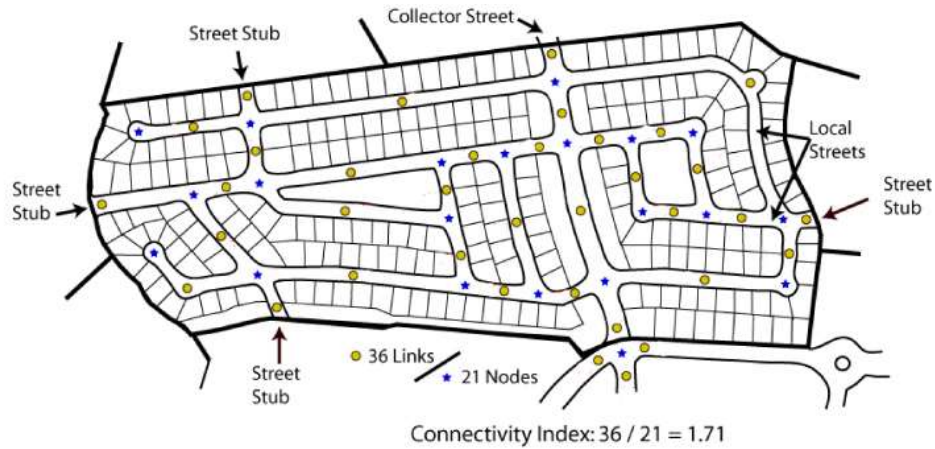 Collector Street
Street Stub
Local
Streets
Street
Stub
Street
Stub
Street
Stub
36 Links
21 Nodes
Connectivity Index: 36 / 21 = 1.71